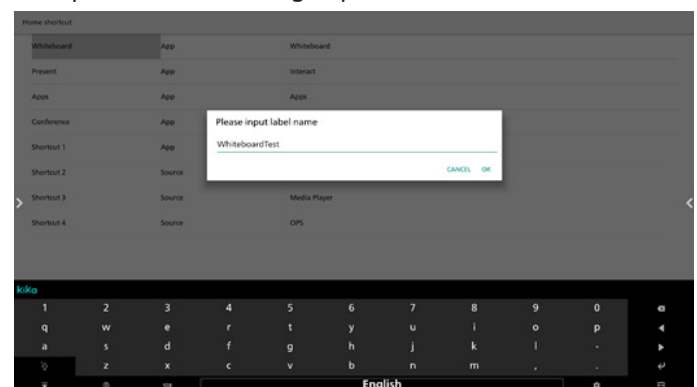 Home shortcut
Whiteboard App Whiteboard
Present App Interact
Apps App Apps
Conference App
Shortcut 1 App
Shortcut 2 Source
Shortcut 3 Source Media Player
Shortcut 4 Source OPS
Please input label name
WhiteboardTest
CANCEL OK
kika
1 2 3 4 5 6 7 8 9 0
q w e r t y u i o p
a s d f g h j k l -
z x c v b n m , .
English